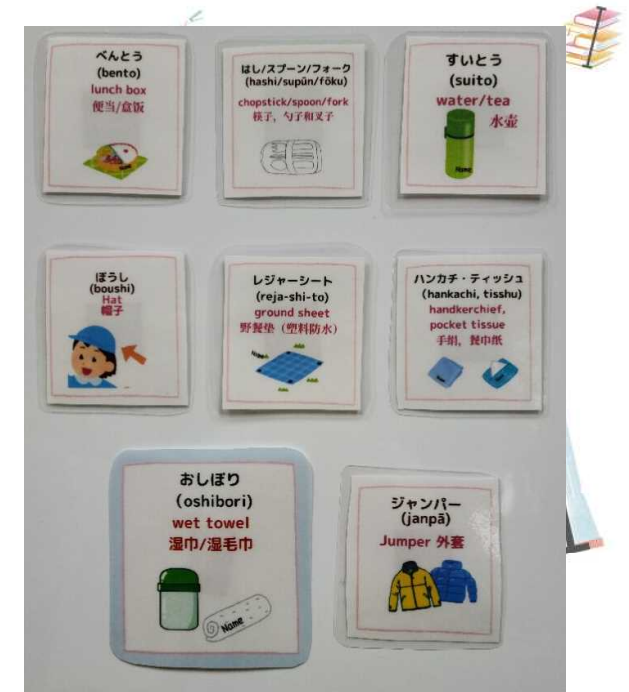 べんとう
(bento)
lunch box
便当/盒饭
はし/スプーン/フォーク
(hashi/supūn/fōku)
chopstick/spoon/fork
筷子，勺子和叉子
すいとう
(suito)
water/tea
水壶
Name
ぼうし
(boushi)
Hat
帽子
レジャーシート
(reja-shi-to)
ground sheet
野餐垫（塑料防水）
Name
ハンカチ・ティッシュ
(hankachi, tisshu)
handkerchief,
pocket tissue
手绢，餐巾纸
おしぼり
(oshibori)
wet towel
湿巾/湿毛巾
Name
ジャンパー
(janpā)
Jumper 外套